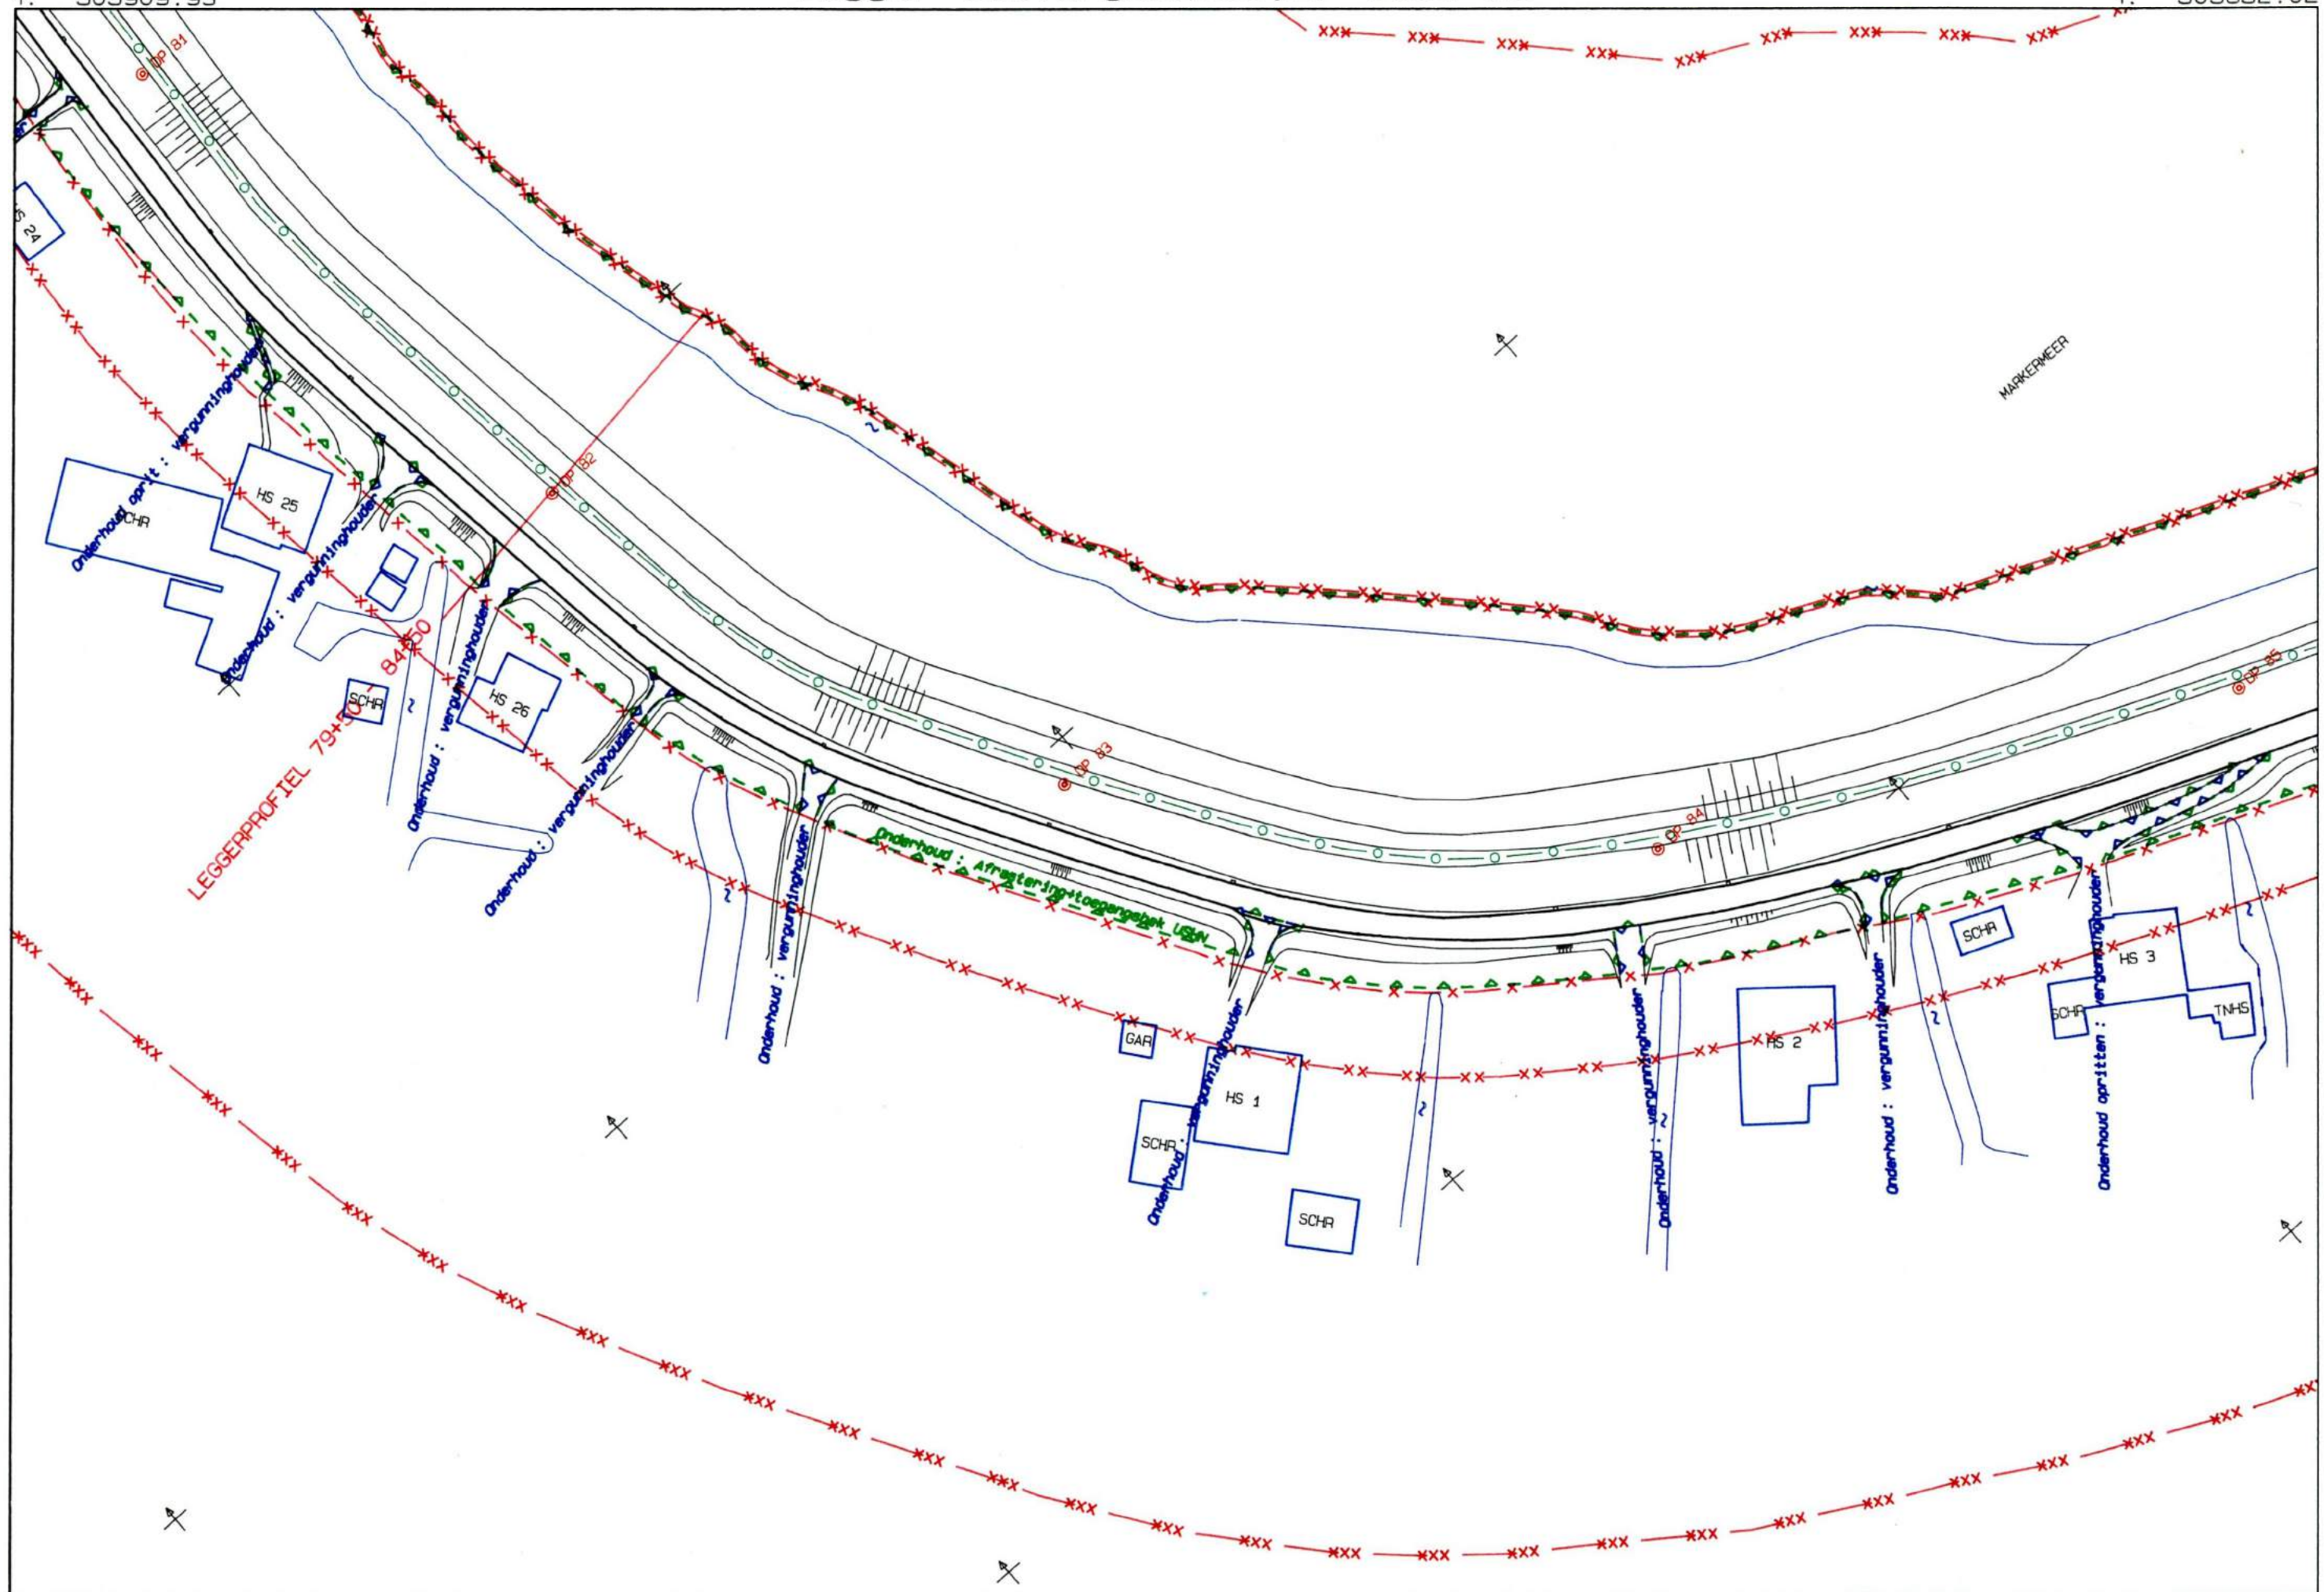 DP 81
MARKERMEER
HS 24
DP 82
HS 25
SCHR
Onderhoud oprit : vergunninghouder
Onderhoud : vergunninghouder
LEGGERPROFIEL 79+50 - 84+50
SCHR
HS 26
Onderhoud : vergunninghouder
Onderhoud : vergunninghouder
Onderhoud : vergunninghouder
DP 83
DP 84
DP 85
Onderhoud : Afrastering+toegangshek USHN
GAR
HS 1
SCHR
Onderhoud : vergunninghouder
SCHR
Onderhoud : vergunninghouder
HS 2
Onderhoud : vergunninghouder
SCHR
HS 3
SCHR
TNHS
Onderhoud opritten : vergunninghouder